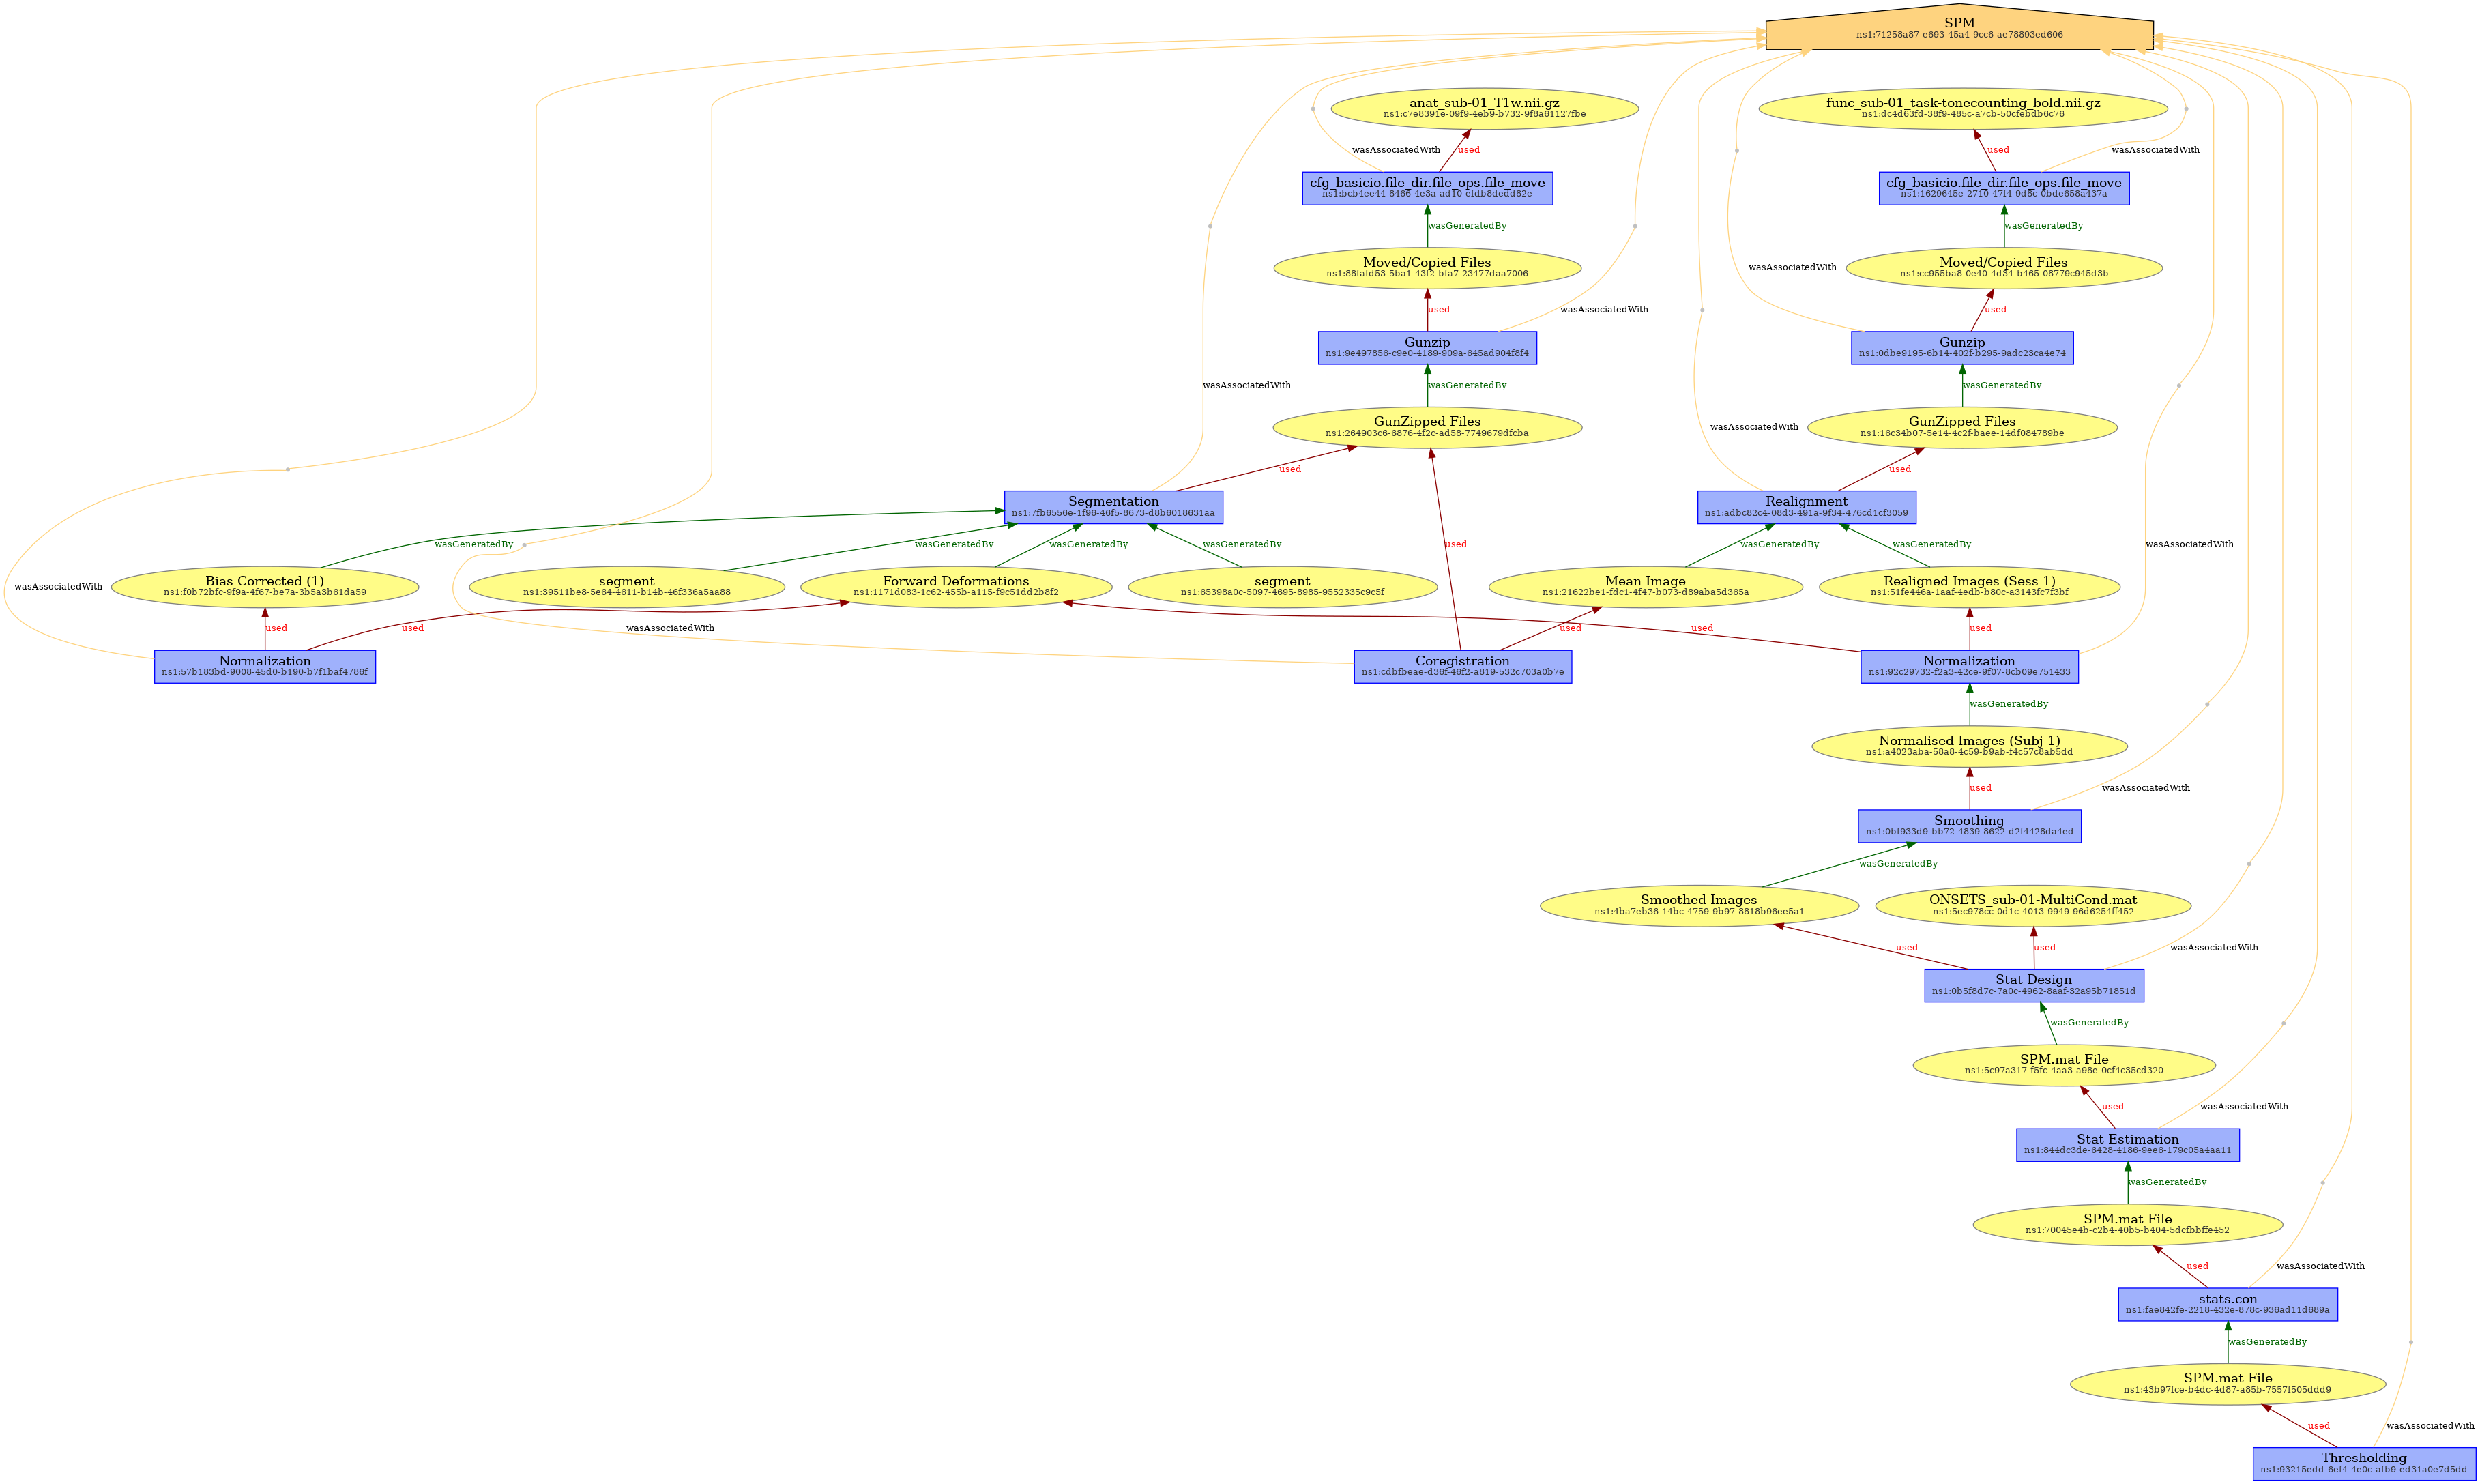 SPM
ns1:71258a87-e693-45a4-9cc6-ae78893ed606
anat_sub-01_T1w.nii.gz
ns1:c7e8391e-09f9-4eb9-b732-9f8a61127fbe
func_sub-01_task-tonecounting_bold.nii.gz
ns1:dc4d63fd-38f9-485c-a7cb-50cfebdb6c76
wasAssociatedWith
used
used
wasAssociatedWith
cfg_basicio.file_dir.file_ops.file_move
ns1:bcb4ee44-8466-4e3a-ad10-efdb8dedd82e
cfg_basicio.file_dir.file_ops.file_move
ns1:1629645e-2710-47f4-9d8c-0bde658a437a
wasGeneratedBy
wasGeneratedBy
Moved/Copied Files
ns1:88fafd53-5ba1-43f2-bfa7-23477daa7006
wasAssociatedWith
Moved/Copied Files
ns1:cc955ba8-0e40-4d34-b465-08779c945d3b
used
wasAssociatedWith
used
Gunzip
ns1:9e497856-c9e0-4189-909a-645ad904f8f4
Gunzip
ns1:0dbe9195-6b14-402f-b295-9adc23ca4e74
wasAssociatedWith
wasGeneratedBy
wasGeneratedBy
GunZipped Files
ns1:264903c6-6876-4f2c-ad58-7749679dfcba
wasAssociatedWith
GunZipped Files
ns1:16c34b07-5e14-4c2f-baee-14df084789be
used
used
Segmentation
ns1:7fb6556e-1f96-46f5-8673-d8b6018631aa
Realignment
ns1:adbc82c4-08d3-491a-9f34-476cd1cf3059
wasGeneratedBy
wasGeneratedBy
wasGeneratedBy
wasGeneratedBy
used
wasGeneratedBy
wasGeneratedBy
wasAssociatedWith
wasAssociatedWith
Bias Corrected (1)
ns1:f0b72bfc-9f9a-4f67-be7a-3b5a3b61da59
segment
ns1:39511be8-5e64-4611-b14b-46f336a5aa88
Forward Deformations
ns1:1171d083-1c62-455b-a115-f9c51dd2b8f2
segment
ns1:65398a0c-5097-4695-8985-9552335c9c5f
Mean Image
ns1:21622be1-fdc1-4f47-b073-d89aba5d365a
Realigned Images (Sess 1)
ns1:51fe446a-1aaf-4edb-b80c-a3143fc7f3bf
used
used
wasAssociatedWith
used
used
used
Normalization
ns1:57b183bd-9008-45d0-b190-b7f1baf4786f
Coregistration
ns1:cdbfbeae-d36f-46f2-a819-532c703a0b7e
Normalization
ns1:92c29732-f2a3-42ce-9f07-8cb09e751433
wasGeneratedBy
Normalised Images (Subj 1)
ns1:a4023aba-58a8-4c59-b9ab-f4c57c8ab5dd
used
wasAssociatedWith
Smoothing
ns1:0bf933d9-bb72-4839-8622-d2f4428da4ed
wasGeneratedBy
Smoothed Images
ns1:4ba7eb36-14bc-4759-9b97-8818b96ee5a1
ONSETS_sub-01-MultiCond.mat
ns1:5ec978cc-0d1c-4013-9949-96d6254ff452
used
used
wasAssociatedWith
Stat Design
ns1:0b5f8d7c-7a0c-4962-8aaf-32a95b71851d
wasGeneratedBy
SPM.mat File
ns1:5c97a317-f5fc-4aa3-a98e-0cf4c35cd320
used
wasAssociatedWith
Stat Estimation
ns1:844dc3de-6428-4186-9ee6-179c05a4aa11
wasGeneratedBy
SPM.mat File
ns1:70045e4b-c2b4-40b5-b404-5dcfbbffe452
used
wasAssociatedWith
stats.con
ns1:fae842fe-2218-432e-878c-936ad11d689a
wasGeneratedBy
SPM.mat File
ns1:43b97fce-b4dc-4d87-a85b-7557f505ddd9
used
wasAssociatedWith
Thresholding
ns1:93215edd-6ef4-4e0c-afb9-ed31a0e7d5dd